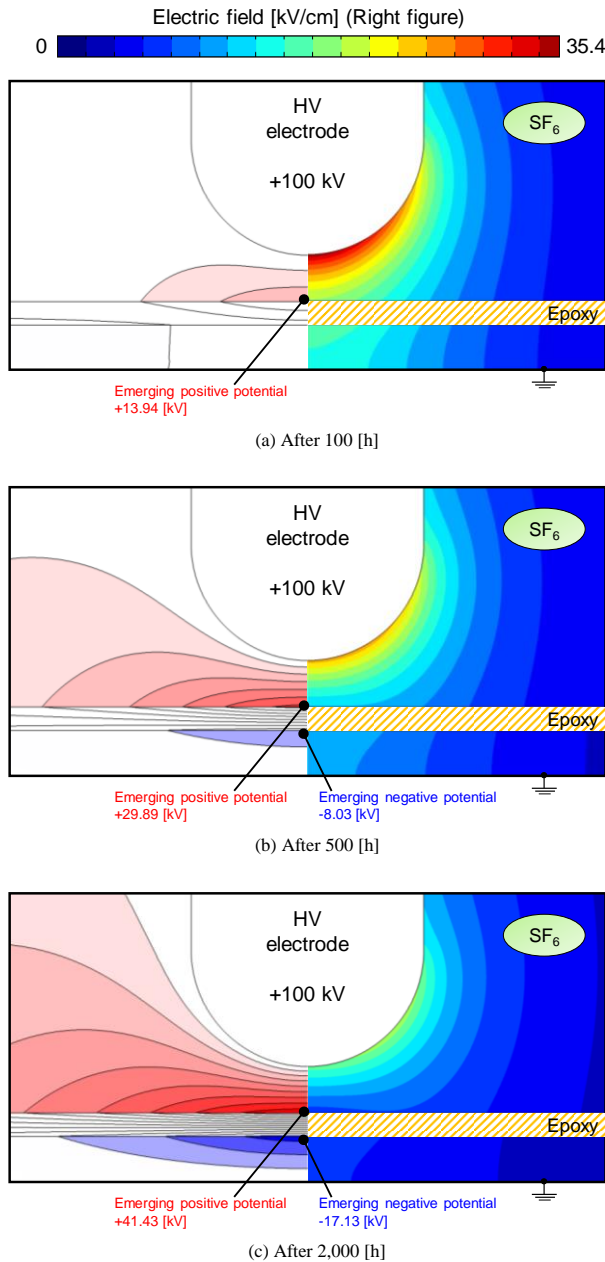 Electric field [kV/cm] (Right figure)
0
35.4
HV
electrode
+100 kV
SF₆
Epoxy
Emerging positive potential
+13.94 [kV]
(a) After 100 [h]
HV
electrode
+100 kV
SF₆
Epoxy
Emerging positive potential
+29.89 [kV]
Emerging negative potential
-8.03 [kV]
(b) After 500 [h]
HV
electrode
+100 kV
SF₆
Epoxy
Emerging positive potential
+41.43 [kV]
Emerging negative potential
-17.13 [kV]
(c) After 2,000 [h]